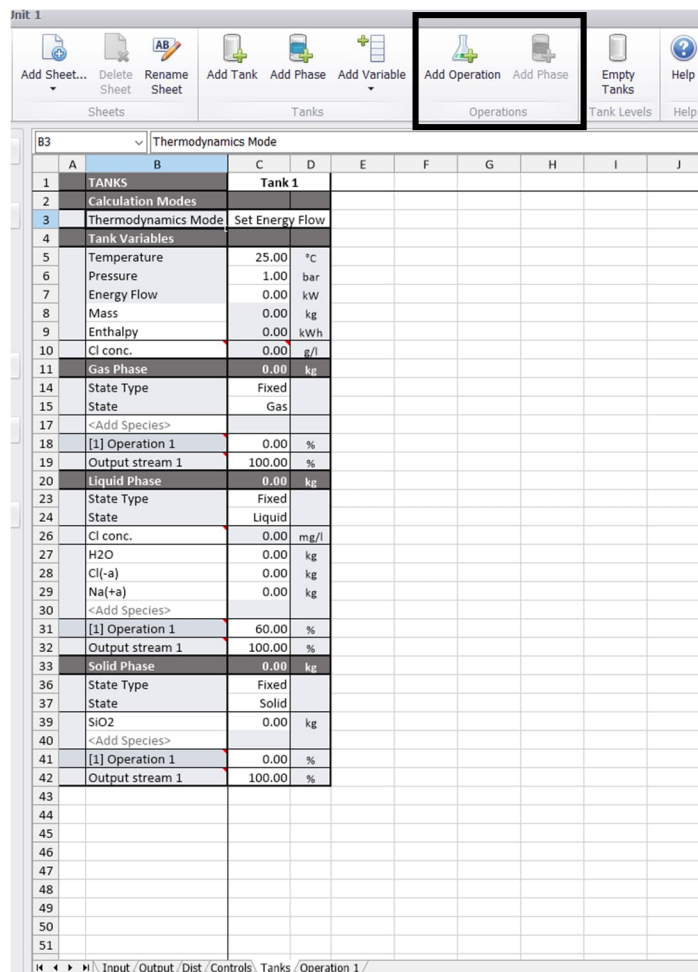 Unit 1
Add Sheet... Delete Sheet Rename Sheet Add Tank Add Phase Add Variable Add Operation Add Phase Empty Tanks Help
Sheets Tanks Operations Tank Levels Help
B3 Thermodynamics Mode
A B C D E F G H I J
1 TANKS Tank 1
2 Calculation Modes
3 Thermodynamics Mode Set Energy Flow
4 Tank Variables
5 Temperature 25.00 °C
6 Pressure 1.00 bar
7 Energy Flow 0.00 kW
8 Mass 0.00 kg
9 Enthalpy 0.00 kWh
10 Cl conc. 0.00 g/l
11 Gas Phase 0.00 kg
14 State Type Fixed
15 State Gas
17 <Add Species>
18 [1] Operation 1 0.00 %
19 Output stream 1 100.00 %
20 Liquid Phase 0.00 kg
23 State Type Fixed
24 State Liquid
26 Cl conc. 0.00 mg/l
27 H2O 0.00 kg
28 Cl(-a) 0.00 kg
29 Na(+a) 0.00 kg
30 <Add Species>
31 [1] Operation 1 60.00 %
32 Output stream 1 100.00 %
33 Solid Phase 0.00 kg
36 State Type Fixed
37 State Solid
39 SiO2 0.00 kg
40 <Add Species>
41 [1] Operation 1 0.00 %
42 Output stream 1 100.00 %
43
44
45
46
47
48
49
50
51
Input Output Dist Controls Tanks Operation 1